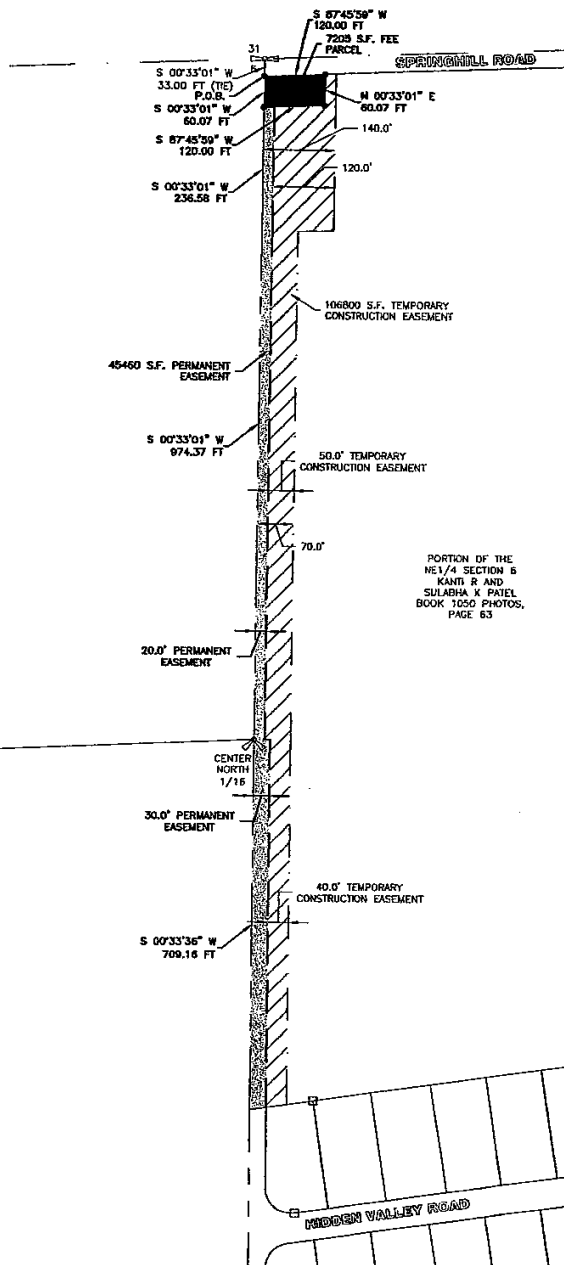 S 87°45'59" W
120.00 FT
7205 S.F. FEE
PARCEL
31
6
SPRINGHILL ROAD
S 00°33'01" W
33.00 FT (TIE)
P.O.B.
S 00°33'01" W
60.07 FT
N 00°33'01" E
60.07 FT
S 87°45'59" W
120.00 FT
140.0'
120.0'
S 00°33'01" W
236.58 FT
106800 S.F. TEMPORARY
CONSTRUCTION EASEMENT
45460 S.F. PERMANENT
EASEMENT
S 00°33'01" W
974.37 FT
50.0' TEMPORARY
CONSTRUCTION EASEMENT
70.0'
PORTION OF THE
NE1/4 SECTION 6
KANTI R AND
SULABHA K PATEL
BOOK 1050 PHOTOS,
PAGE 63
20.0' PERMANENT
EASEMENT
CENTER
NORTH
1/16
30.0' PERMANENT
EASEMENT
40.0' TEMPORARY
CONSTRUCTION EASEMENT
S 00°33'36" W
709.16 FT
HIDDEN VALLEY ROAD